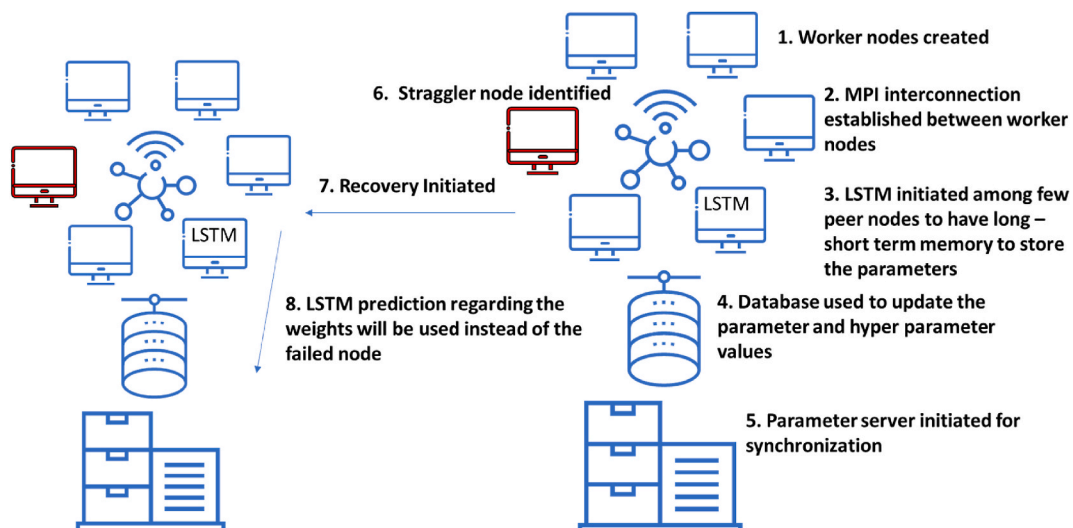 1. Worker nodes created
6. Straggler node identified
2. MPI interconnection
established between worker
nodes
7. Recovery Initiated
LSTM
3. LSTM initiated among few
peer nodes to have long –
short term memory to store
the parameters
LSTM
8. LSTM prediction regarding the
weights will be used instead of the
failed node
4. Database used to update the
parameter and hyper parameter
values
5. Parameter server initiated for
synchronization